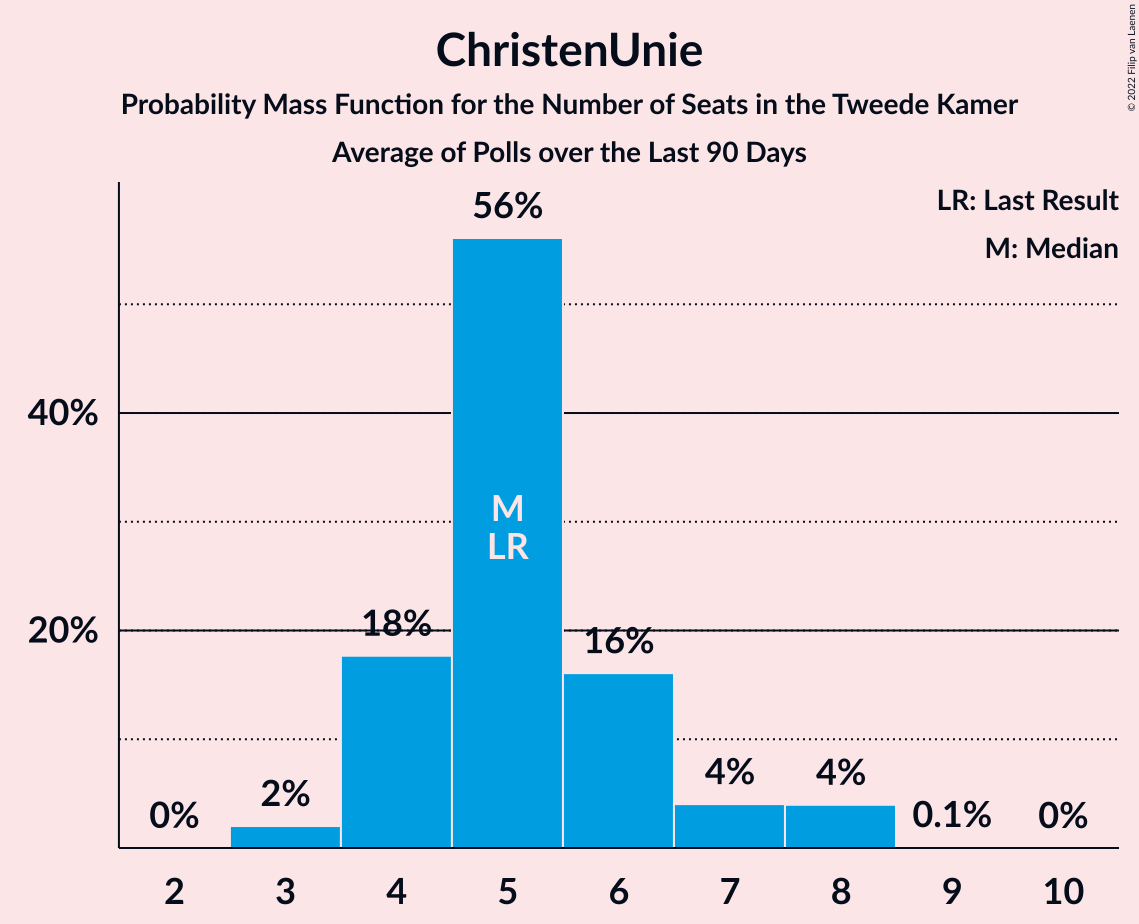 ChristenUnie
Probability Mass Function for the Number of Seats in the Tweede Kamer
Average of Polls over the Last 90 Days
© 2022 Filip van Laenen
LR: Last Result
M: Median
56%
40%
M
LR
20%
18%
16%
0%
2%
4%
4%
0.1%
0%
2 3 4 5 6 7 8 9 10